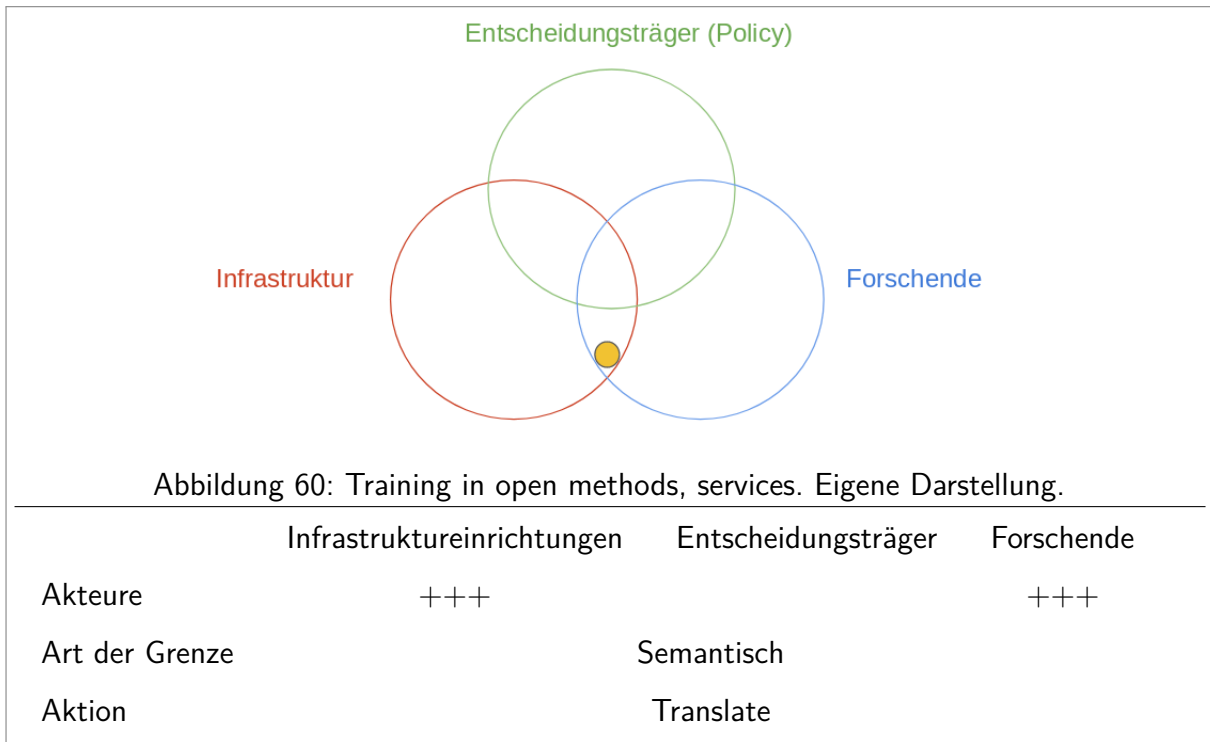 Entscheidungsträger (Policy)
Infrastruktur
Forschende
Abbildung 60: Training in open methods, services. Eigene Darstellung.
Infrastruktureinrichtungen Entscheidungsträger Forschende
Akteure +++ +++
Art der Grenze Semantisch
Aktion Translate